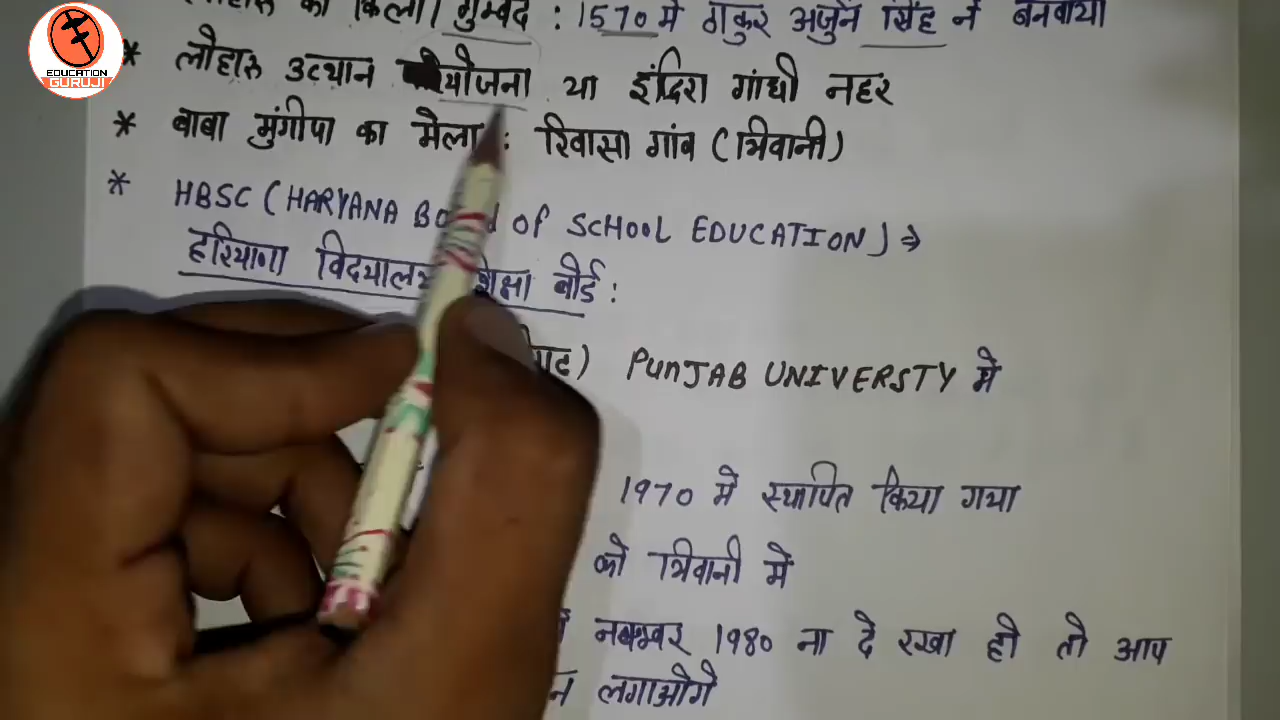 का किला / गुम्बद : 1570 मे ठाकुर अर्जुन सिंह ने बनवाया
EDUCATION
GURUJI
* लोहारु उत्थान योजना या इंदिरा गांधी नहर
* बाबा मुंगीपा का मेला : रिवासा गांव (भिवानी)
* HBSC (HARYANA BOARD OF SCHOOL EDUCATION) ⇒
हरियाणा विद्यालय शिक्षा बोर्ड :
) PUNJAB UNIVERSTY मे
1970 मे स्थापित किया गया
को भिवानी मे
नवम्बर 1980 ना दे रखा हो तो आप
लगाओगे